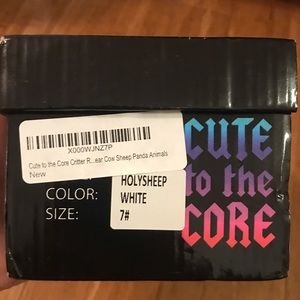 X000WJNZ7P
Cute to the Core Critter R...ear Cow Sheep Panda Animals
New
CUTE
to the
CORE
HOLYSHEEP
COLOR: WHITE
SIZE: 7#